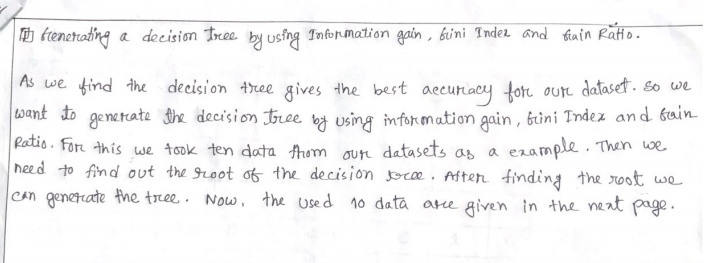 Generating a decision tree by using Information gain, Gini Index and Gain Ratio.
As we find the decision tree gives the best accuracy for our dataset. So we
want to generate the decision tree by using information gain, Gini Index and Gain
Ratio. For this we took ten data from our datasets as a example. Then we
need to find out the root of the decision tree. After finding the root we
can generate the tree. Now, the used 10 data are given in the next page.